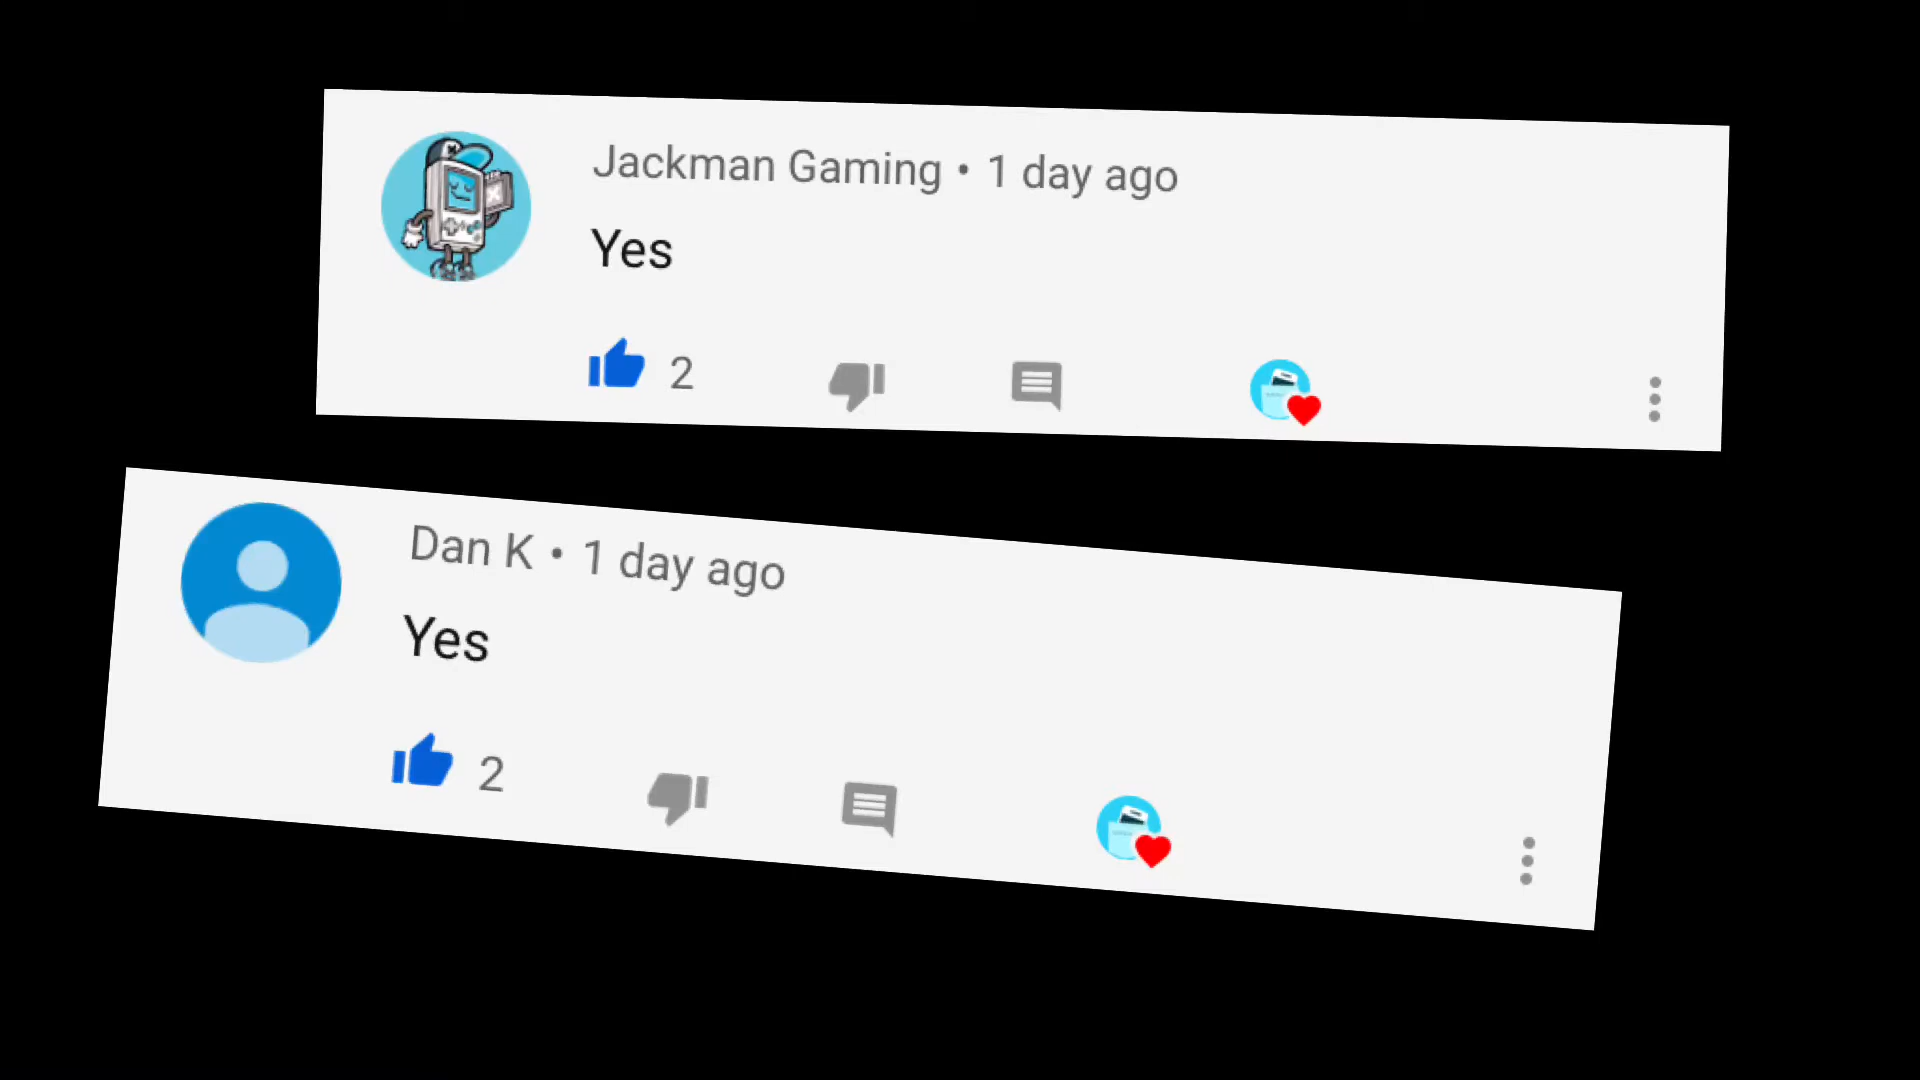 Jackman Gaming • 1 day ago
Yes
2
Dan K • 1 day ago
Yes
2